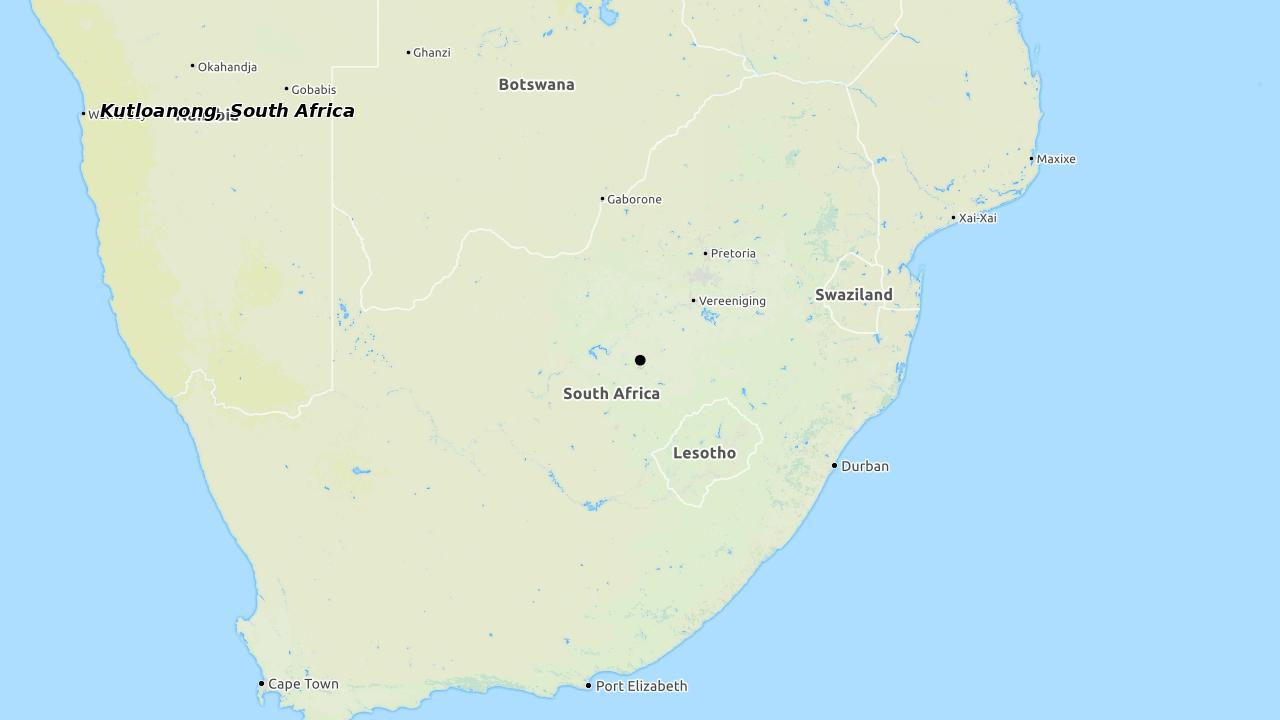 Ghanzi
Okahandja
Botswana
Gobabis
Kutloanong, South Africa
Namibia
Maxixe
Gaborone
Xai-Xai
Pretoria
Swaziland
Vereeniging
South Africa
Lesotho
Durban
Cape Town
Port Elizabeth